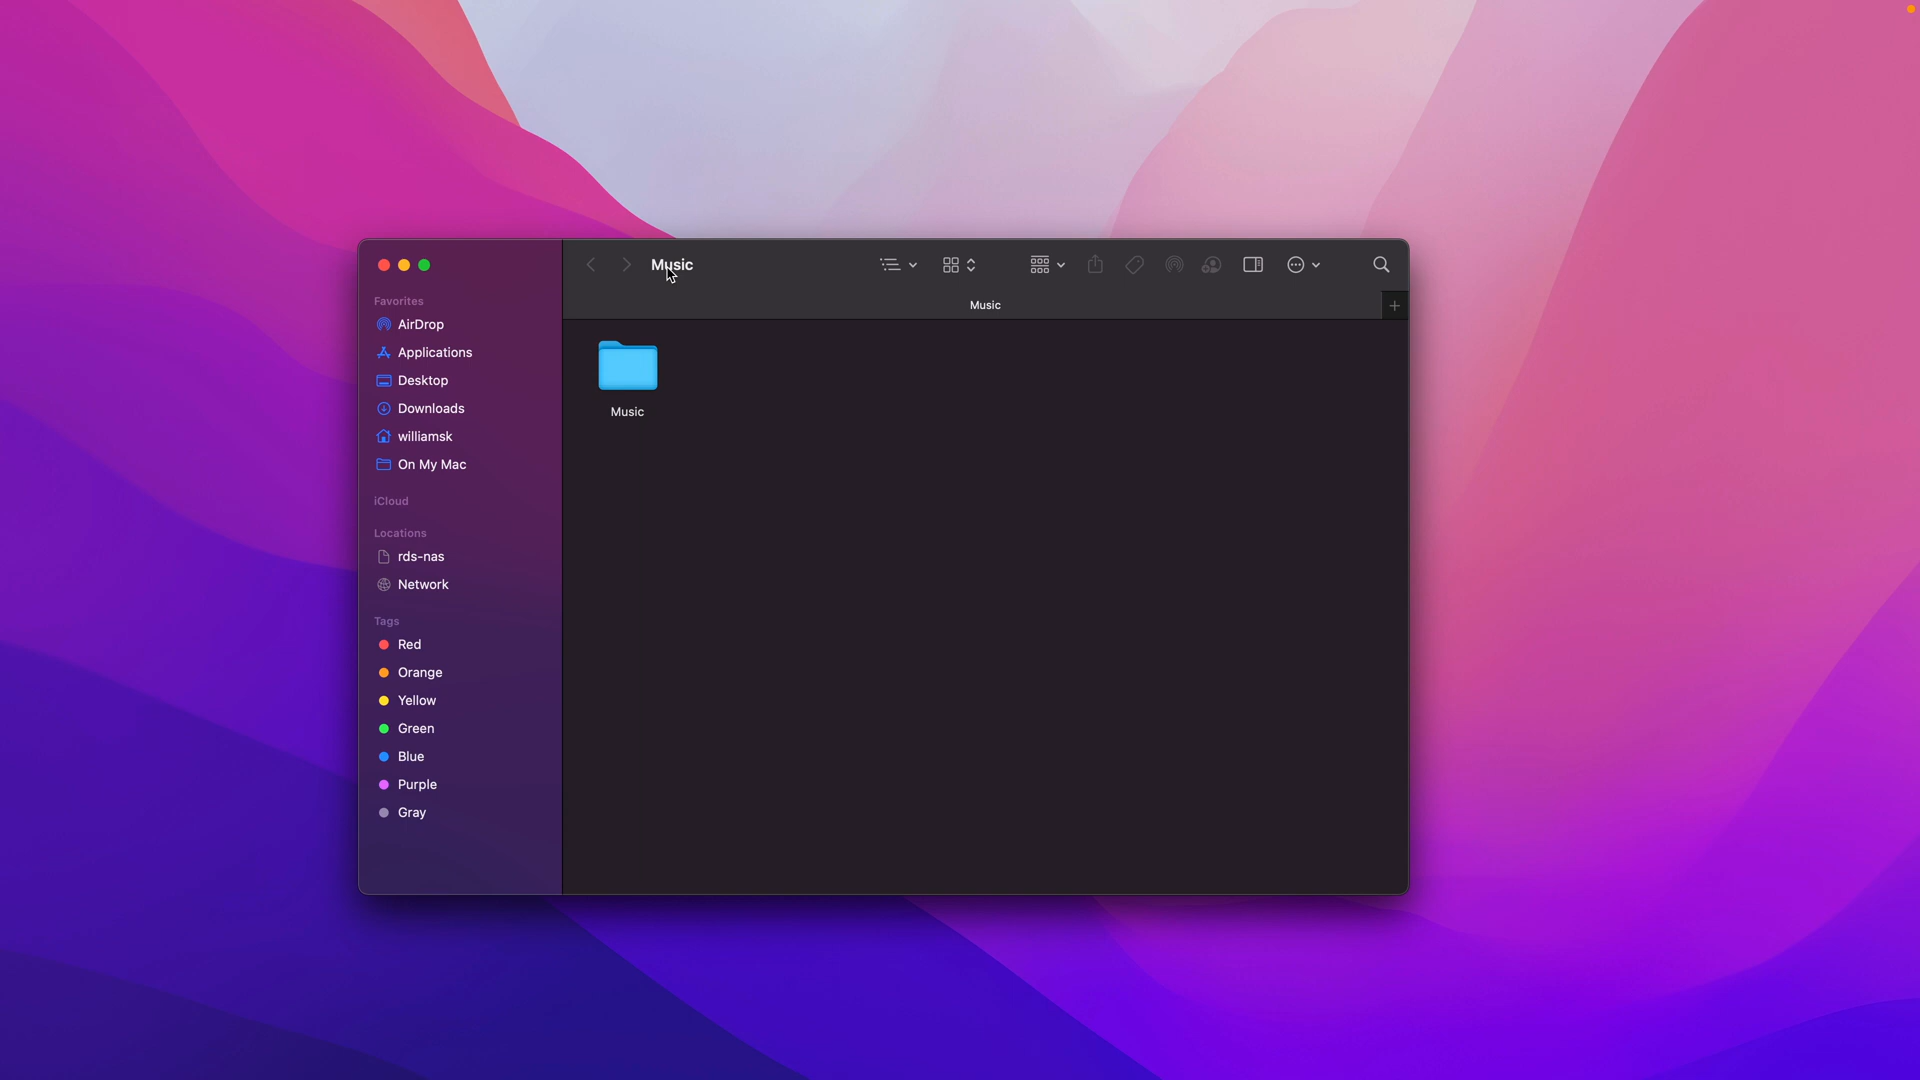 Music
Music
Favorites
AirDrop
Applications
Desktop
Downloads
williamsk
On My Mac
iCloud
Locations
rds-nas
Network
Tags
Red
Orange
Yellow
Green
Blue
Purple
Gray
Music